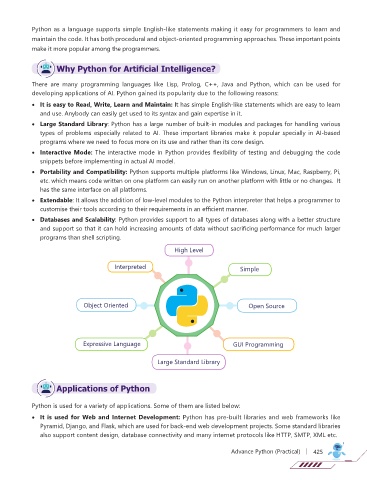 Python as a language supports simple English-like statements making it easy for programmers to learn and
maintain the code. It has both procedural and object-oriented programming approaches. These important points
make it more popular among the programmers.
Why Python for Artificial Intelligence?
There are many programming languages like Lisp, Prolog, C++, Java and Python, which can be used for
developing applications of AI. Python gained its popularity due to the following reasons:
• It is easy to Read, Write, Learn and Maintain: It has simple English-like statements which are easy to learn
and use. Anybody can easily get used to its syntax and gain expertise in it.
• Large Standard Library: Python has a large number of built-in modules and packages for handling various
types of problems especially related to AI. These important libraries make it popular specially in AI-based
programs where we need to focus more on its use and rather than its core design.
• Interactive Mode: The interactive mode in Python provides flexibility of testing and debugging the code
snippets before implementing in actual AI model.
• Portability and Compatibility: Python supports multiple platforms like Windows, Linux, Mac, Raspberry, Pi,
etc. which means code written on one platform can easily run on another platform with little or no changes. It
has the same interface on all platforms.
• Extendable: It allows the addition of low-level modules to the Python interpreter that helps a programmer to
customise their tools according to their requirements in an efficient manner.
• Databases and Scalability: Python provides support to all types of databases along with a better structure
and support so that it can hold increasing amounts of data without sacrificing performance for much larger
programs than shell scripting.
High Level
Interpreted
Simple
Object Oriented
Open Source
Expressive Language
GUI Programming
Large Standard Library
Applications of Python
Python is used for a variety of applications. Some of them are listed below:
• It is used for Web and Internet Development: Python has pre-built libraries and web frameworks like
Pyramid, Django, and Flask, which are used for back-end web development projects. Some standard libraries
also support content design, database connectivity and many internet protocols like HTTP, SMTP, XML etc.
Advance Python (Practical) | 425